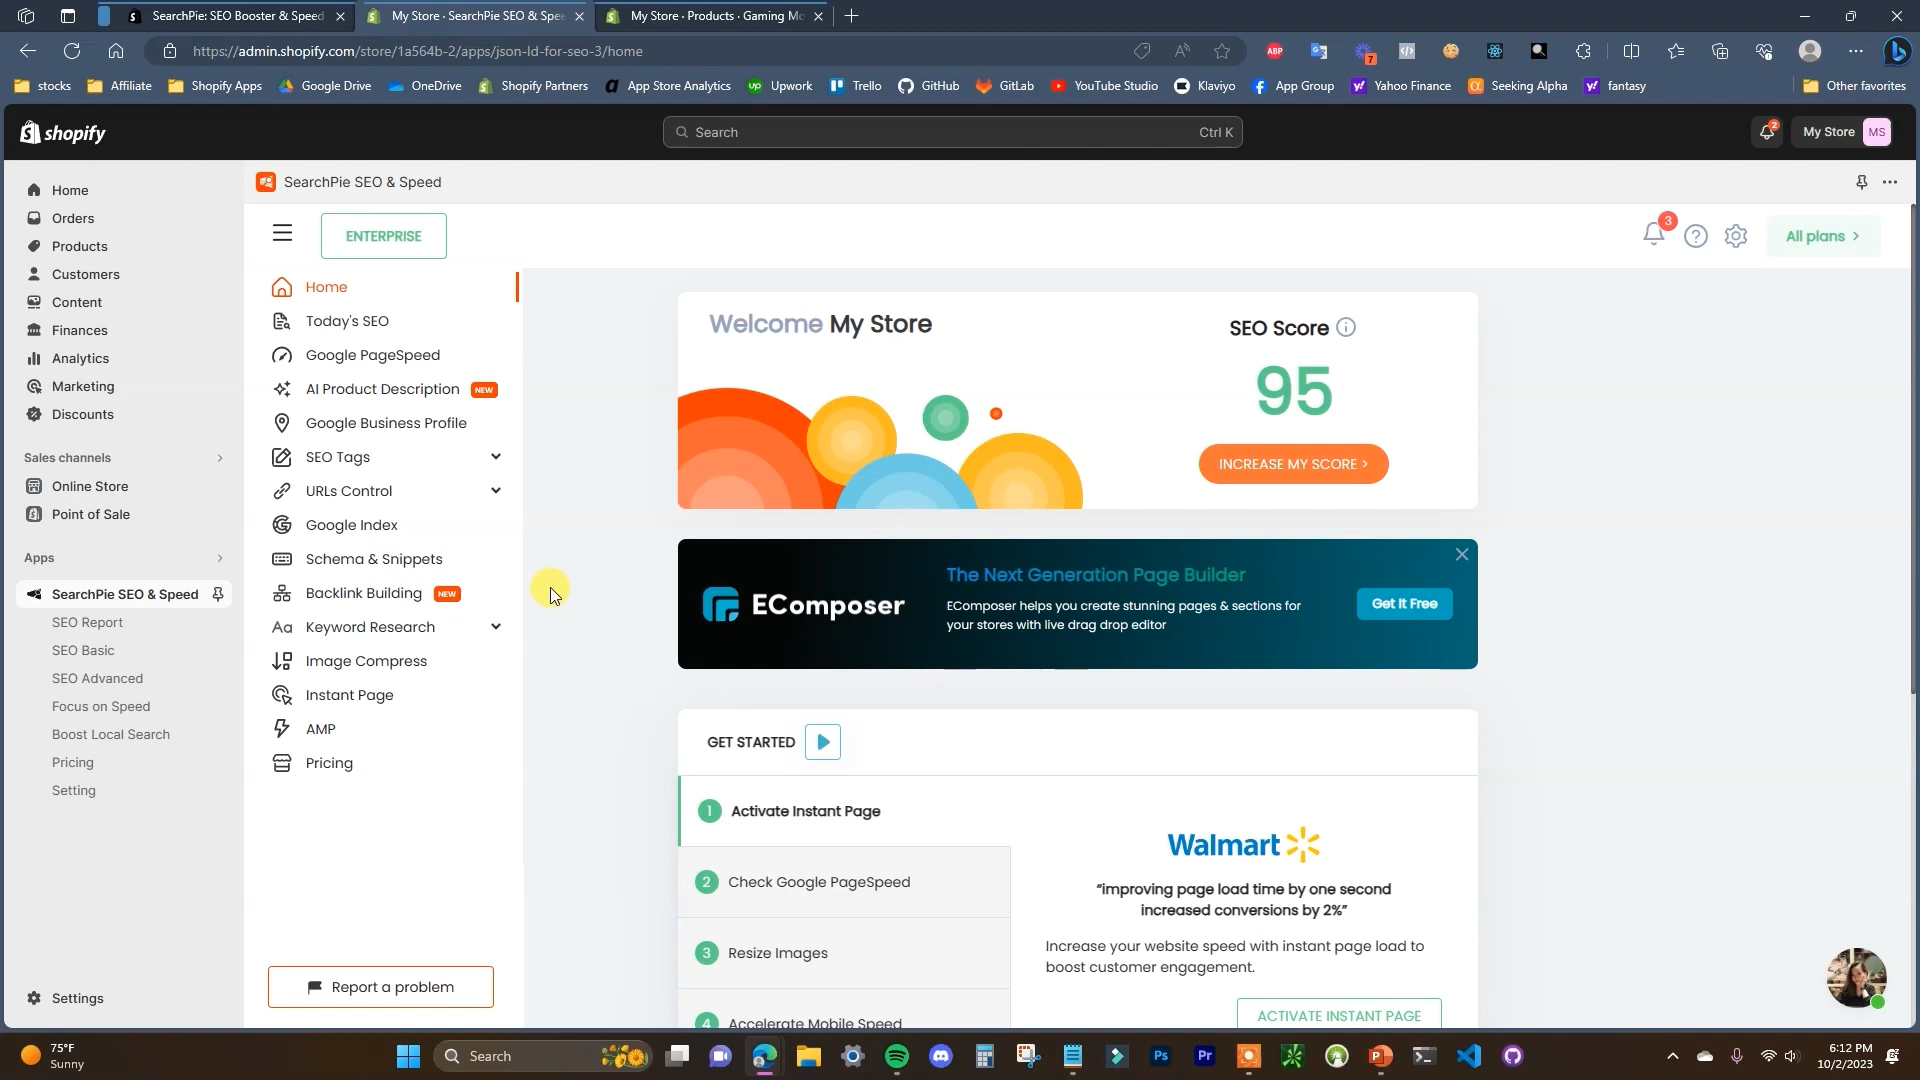 SearchPie: SEO Booster & Speed
My Store · SearchPie SEO & Spee
My Store · Products · Gaming Mo
https://admin.shopify.com/store/1a564b-2/apps/json-ld-for-seo-3/home
ABP
7
stocks
Affiliate
Shopify Apps
Google Drive
OneDrive
Shopify Partners
App Store Analytics
Upwork
Trello
GitHub
GitLab
YouTube Studio
Klaviyo
App Group
Yahoo Finance
Seeking Alpha
fantasy
Other favorites
shopify
Search
Ctrl K
2
My Store
MS
Home
Orders
Products
Customers
Content
Finances
Analytics
Marketing
Discounts
Sales channels
Online Store
Point of Sale
Apps
SearchPie SEO & Speed
SEO Report
SEO Basic
SEO Advanced
Focus on Speed
Boost Local Search
Pricing
Setting
Settings
SearchPie SEO & Speed
ENTERPRISE
3
All plans >
Home
Today's SEO
Google PageSpeed
AI Product Description NEW
Google Business Profile
SEO Tags
URLs Control
Google Index
Schema & Snippets
Backlink Building NEW
Keyword Research
Image Compress
Instant Page
AMP
Pricing
Report a problem
Welcome My Store
SEO Score
95
INCREASE MY SCORE >
EComposer
The Next Generation Page Builder
EComposer helps you create stunning pages & sections for
your stores with live drag drop editor
Get It Free
GET STARTED
1 Activate Instant Page
2 Check Google PageSpeed
3 Resize Images
4 Accelerate Mobile Speed
Walmart
“improving page load time by one second
increased conversions by 2%”
Increase your website speed with instant page load to
boost customer engagement.
ACTIVATE INSTANT PAGE
75°F
Sunny
Search
6:12 PM
10/2/2023